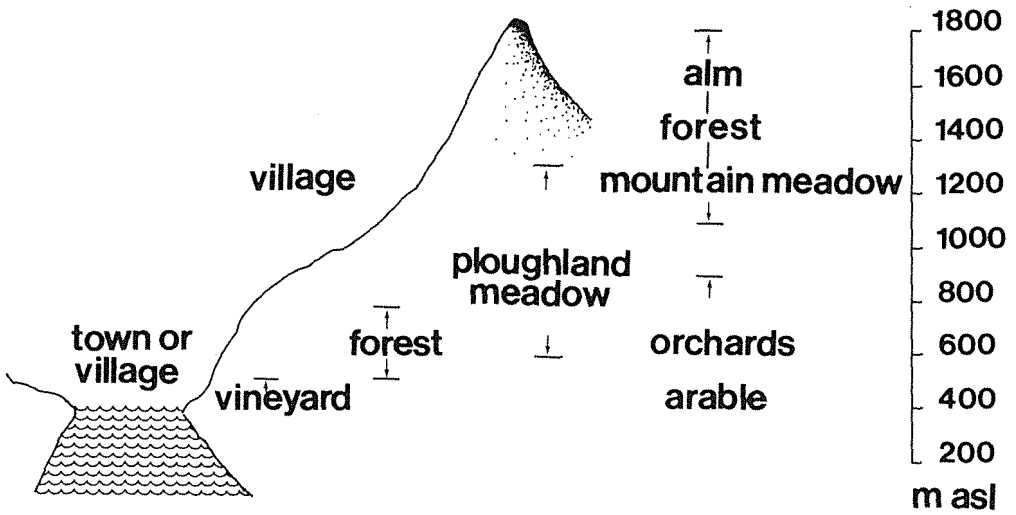 1800
alm
1600
forest
1400
village
mountain meadow
1200
1000
ploughland
meadow
800
town or
village
forest
orchards
600
vineyard
arable
400
200
m asl